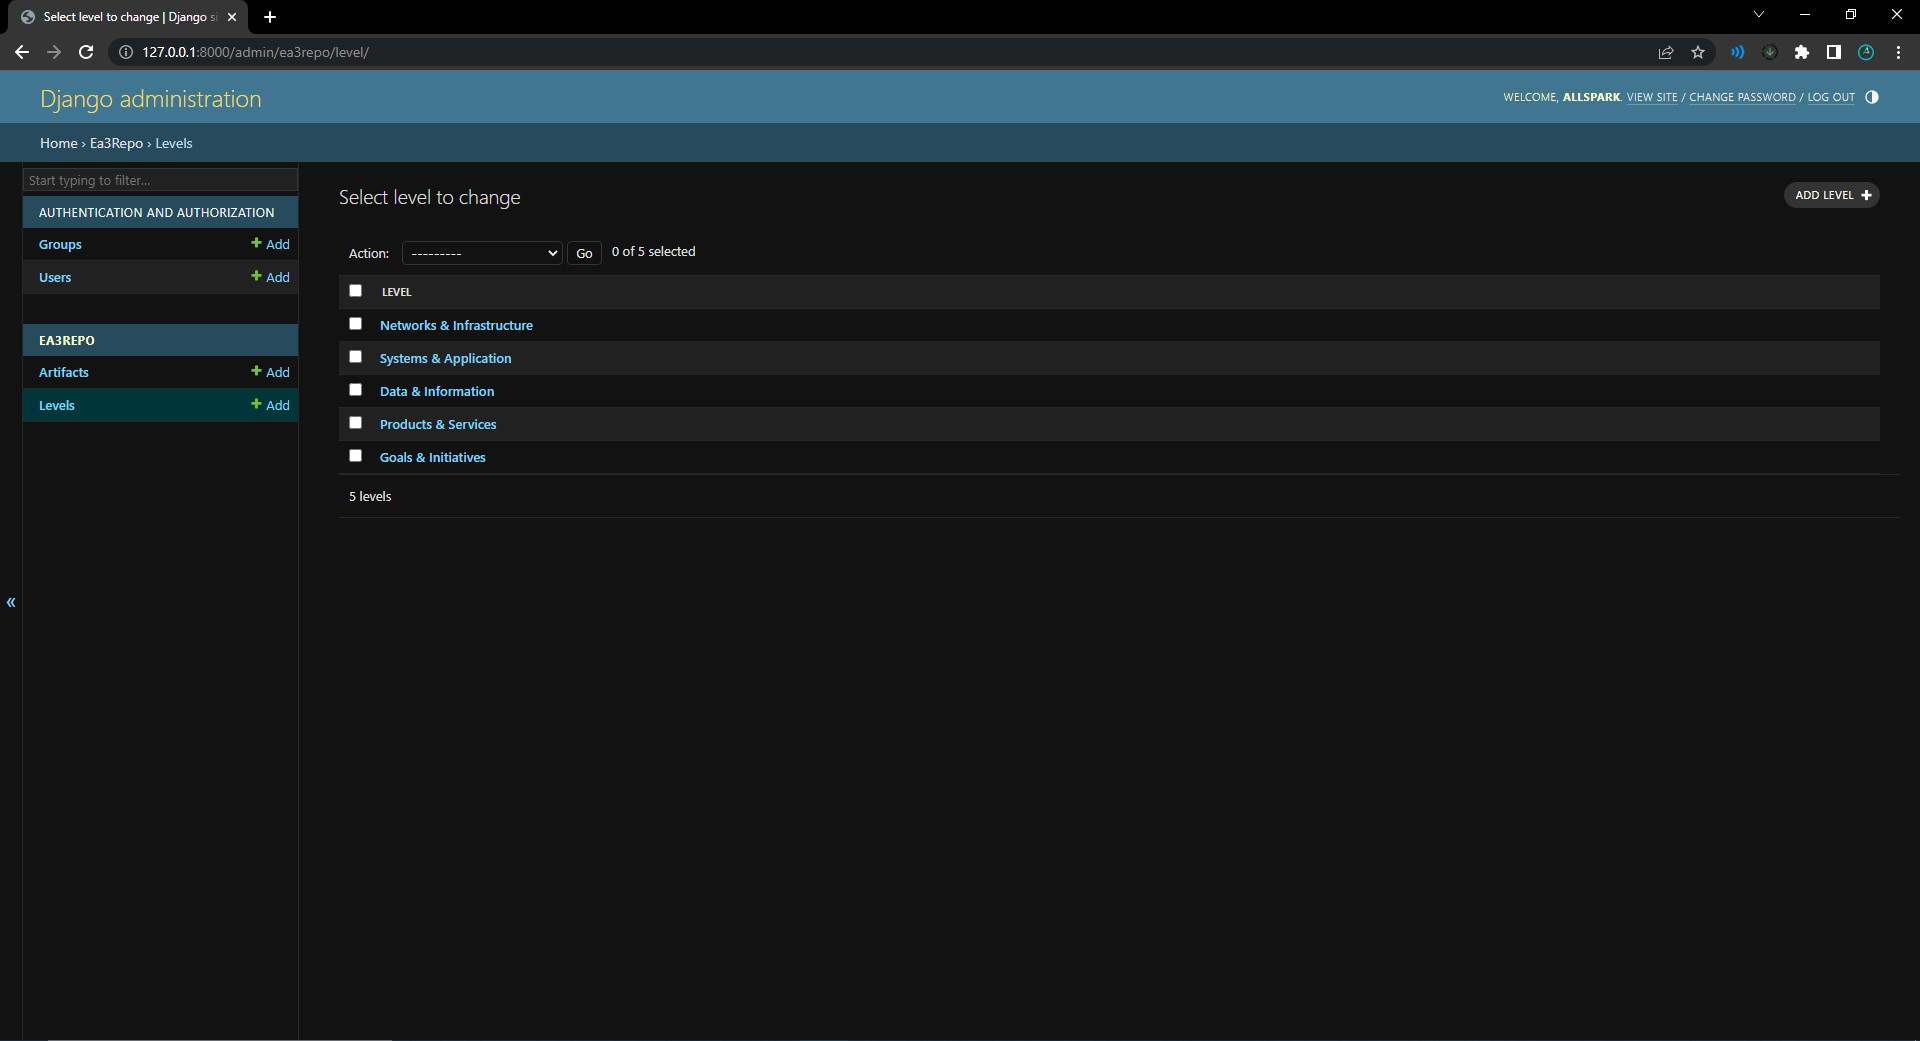 Select level to change | Django si
127.0.0.1:8000/admin/ea3repo/level/
Django administration
WELCOME, ALLSPARK. VIEW SITE / CHANGE PASSWORD / LOG OUT
Home › Ea3Repo › Levels
Start typing to filter...
AUTHENTICATION AND AUTHORIZATION
Groups + Add
Users + Add
EA3REPO
Artifacts + Add
Levels + Add
«
Select level to change
ADD LEVEL +
Action: --------- Go 0 of 5 selected
LEVEL
Networks & Infrastructure
Systems & Application
Data & Information
Products & Services
Goals & Initiatives
5 levels